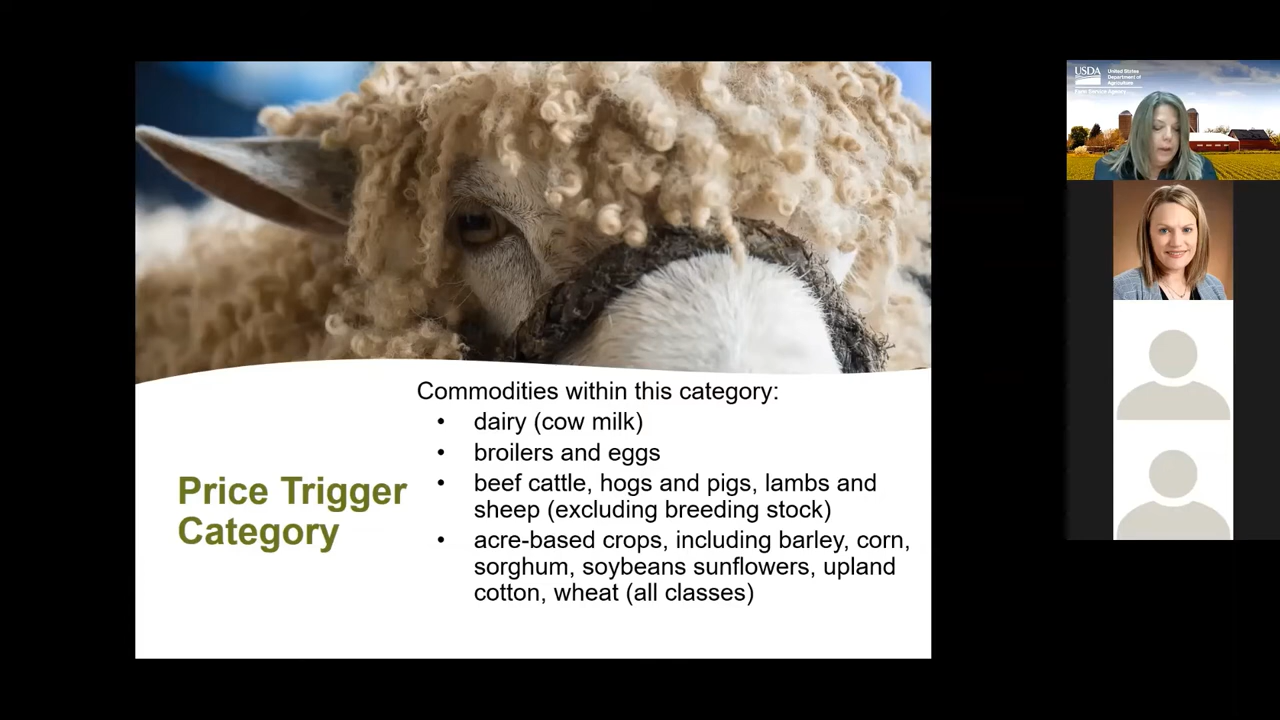 USDA
United States
Department of
Agriculture
Farm Service Agency
Commodities within this category:
• dairy (cow milk)
• broilers and eggs
• beef cattle, hogs and pigs, lambs and
sheep (excluding breeding stock)
• acre-based crops, including barley, corn,
sorghum, soybeans sunflowers, upland
cotton, wheat (all classes)
Price Trigger
Category